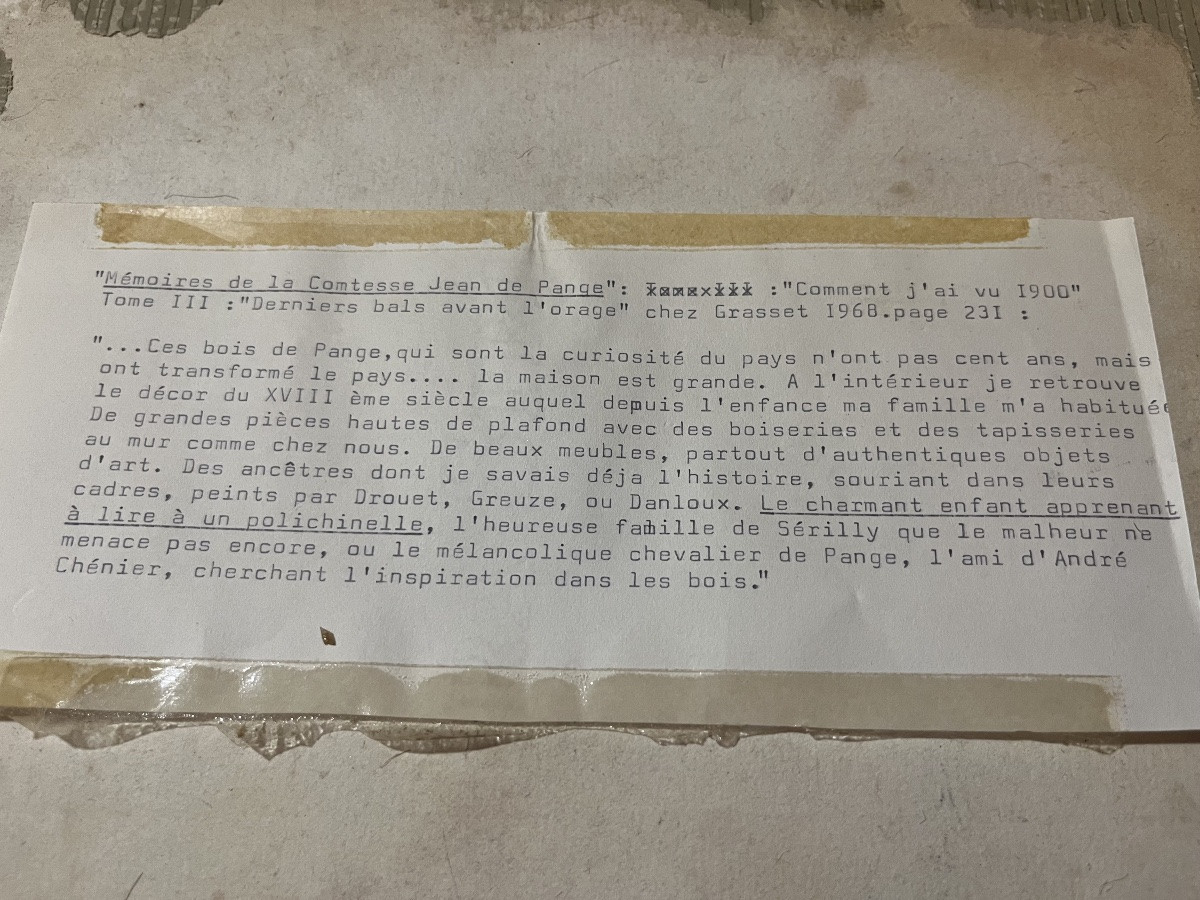 "Mémoires de la Comtesse Jean de Pange": :"Comment j'ai vu I900"
Tome III :"Derniers bals avant l'orage" chez Grasset I968.page 23I :
"...Ces bois de Pange,qui sont la curiosité du pays n'ont pas cent ans, mais
ont transformé le pays.... la maison est grande. A l'intérieur je retrouve
le décor du XVIII ème siècle auquel depuis l'enfance ma famille m'a habituée
De grandes pièces hautes de plafond avec des boiseries et des tapisseries
au mur comme chez nous. De beaux meubles, partout d'authentiques objets
d'art. Des ancêtres dont je savais déja l'histoire, souriant dans leurs
cadres, peints par Drouet, Greuze, ou Danloux. Le charmant enfant apprenant
à lire à un polichinelle, l'heureuse famille de Sérilly que le malheur ne
menace pas encore, ou le mélancolique chevalier de Pange, l'ami d'André
Chénier, cherchant l'inspiration dans les bois."